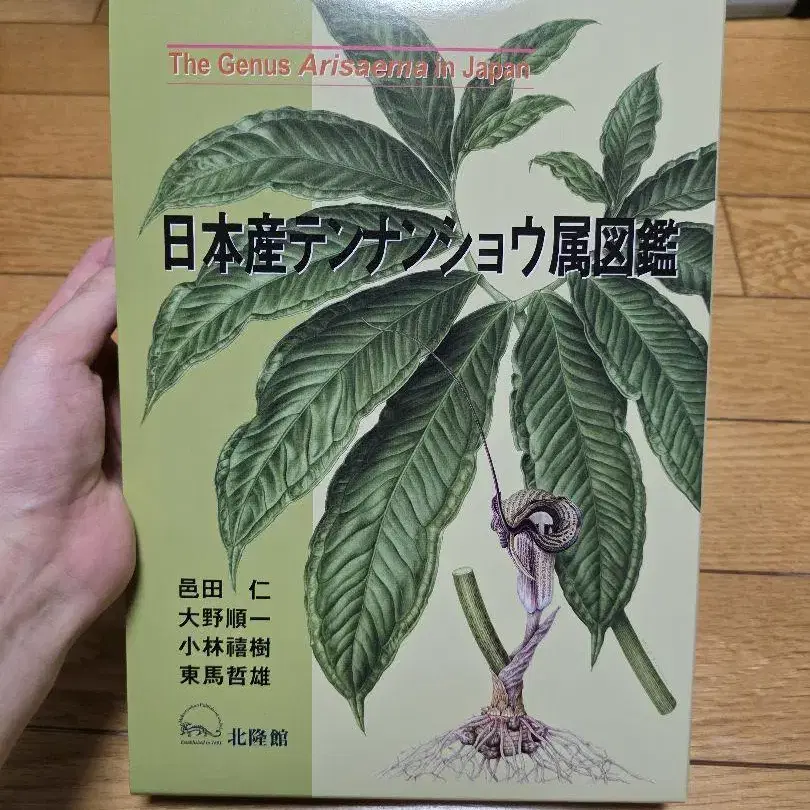 The Genus Arisaema in Japan
日本産テンナンショウ属図鑑
邑田 仁
大野順一
小林禧樹
東馬哲雄
北隆館